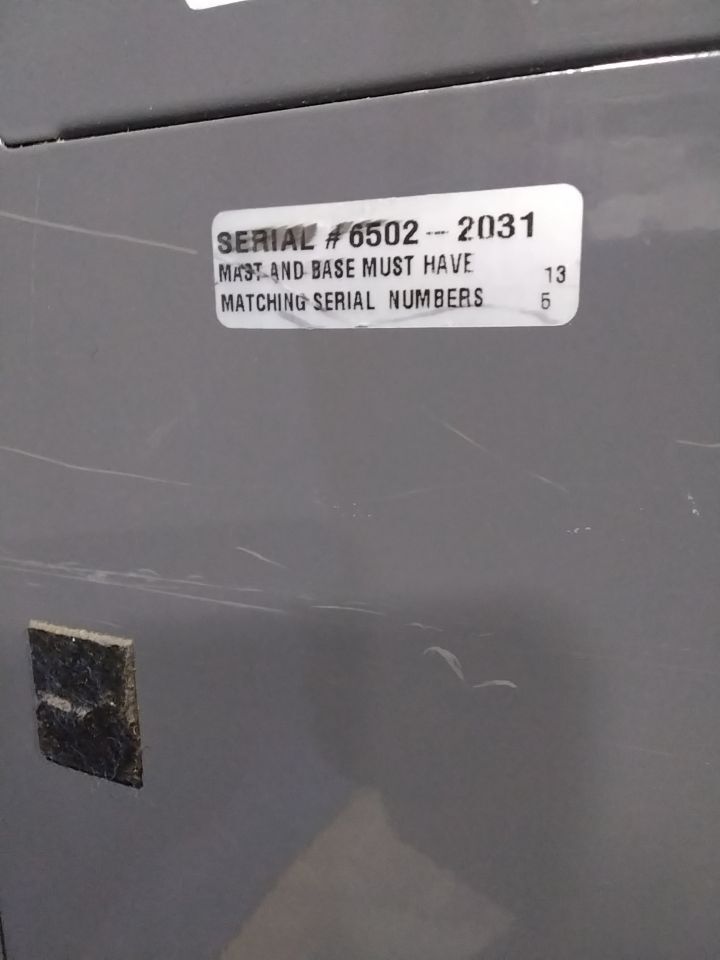 SERIAL # 6502 -- 2031
MAST AND BASE MUST HAVE 13
MATCHING SERIAL NUMBERS 5